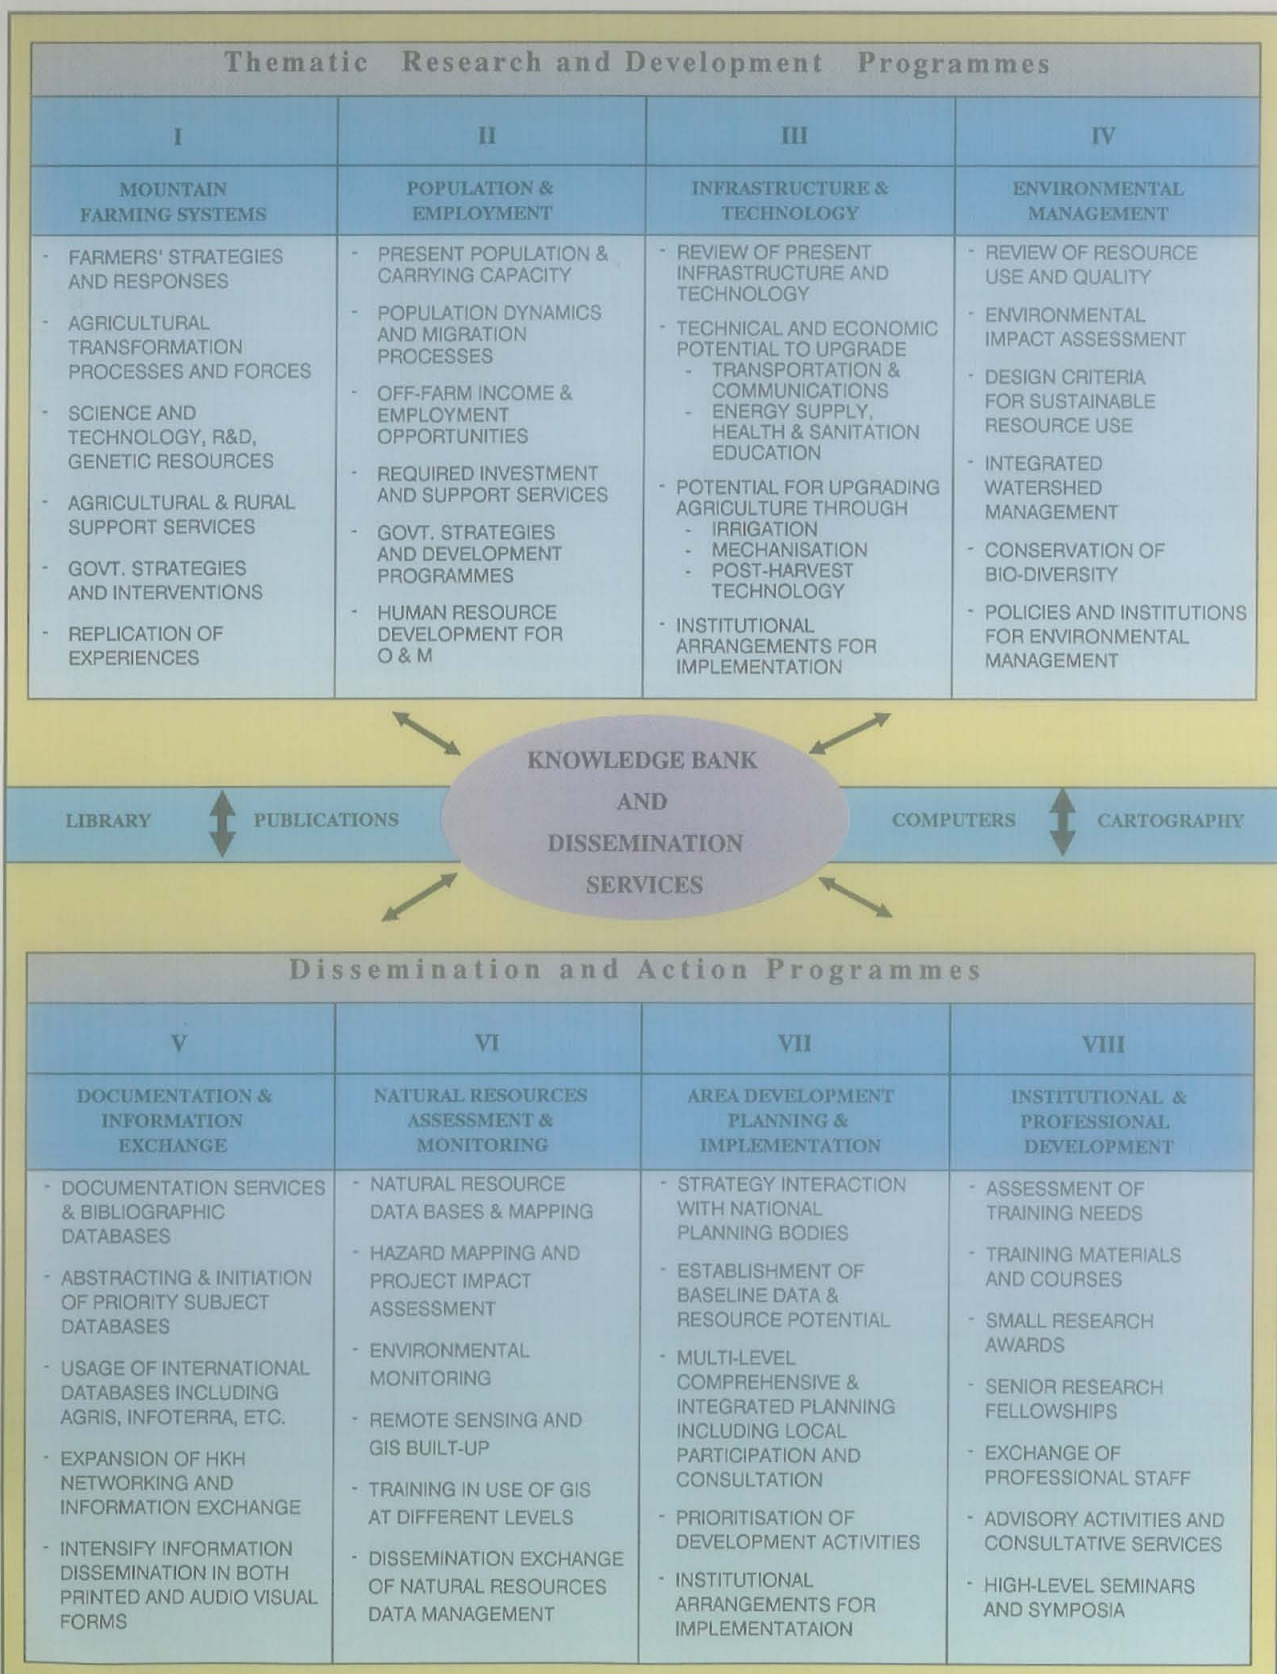 Thematic Research and Development Programmes
I
MOUNTAIN
FARMING SYSTEMS
- FARMERS' STRATEGIES
AND RESPONSES
- AGRICULTURAL
TRANSFORMATION
PROCESSES AND FORCES
- SCIENCE AND
TECHNOLOGY, R&D,
GENETIC RESOURCES
- AGRICULTURAL & RURAL
SUPPORT SERVICES
- GOVT. STRATEGIES
AND INTERVENTIONS
- REPLICATION OF
EXPERIENCES
II
POPULATION &
EMPLOYMENT
- PRESENT POPULATION &
CARRYING CAPACITY
- POPULATION DYNAMICS
AND MIGRATION
PROCESSES
- OFF-FARM INCOME &
EMPLOYMENT
OPPORTUNITIES
- REQUIRED INVESTMENT
AND SUPPORT SERVICES
- GOVT. STRATEGIES
AND DEVELOPMENT
PROGRAMMES
- HUMAN RESOURCE
DEVELOPMENT FOR
O & M
III
INFRASTRUCTURE &
TECHNOLOGY
- REVIEW OF PRESENT
INFRASTRUCTURE AND
TECHNOLOGY
- TECHNICAL AND ECONOMIC
POTENTIAL TO UPGRADE
- TRANSPORTATION &
COMMUNICATIONS
- ENERGY SUPPLY,
HEALTH & SANITATION
EDUCATION
- POTENTIAL FOR UPGRADING
AGRICULTURE THROUGH
- IRRIGATION
- MECHANISATION
- POST-HARVEST
TECHNOLOGY
- INSTITUTIONAL
ARRANGEMENTS FOR
IMPLEMENTATION
IV
ENVIRONMENTAL
MANAGEMENT
- REVIEW OF RESOURCE
USE AND QUALITY
- ENVIRONMENTAL
IMPACT ASSESSMENT
- DESIGN CRITERIA
FOR SUSTAINABLE
RESOURCE USE
- INTEGRATED
WATERSHED
MANAGEMENT
- CONSERVATION OF
BIO-DIVERSITY
- POLICIES AND INSTITUTIONS
FOR ENVIRONMENTAL
MANAGEMENT
LIBRARY
PUBLICATIONS
KNOWLEDGE BANK
AND
DISSEMINATION
SERVICES
COMPUTERS
CARTOGRAPHY
Dissemination and Action Programmes
V
DOCUMENTATION &
INFORMATION
EXCHANGE
- DOCUMENTATION SERVICES
& BIBLIOGRAPHIC
DATABASES
- ABSTRACTING & INITIATION
OF PRIORITY SUBJECT
DATABASES
- USAGE OF INTERNATIONAL
DATABASES INCLUDING
AGRIS, INFOTERRA, ETC.
- EXPANSION OF HKH
NETWORKING AND
INFORMATION EXCHANGE
- INTENSIFY INFORMATION
DISSEMINATION IN BOTH
PRINTED AND AUDIO VISUAL
FORMS
VI
NATURAL RESOURCES
ASSESSMENT &
MONITORING
- NATURAL RESOURCE
DATA BASES & MAPPING
- HAZARD MAPPING AND
PROJECT IMPACT
ASSESSMENT
- ENVIRONMENTAL
MONITORING
- REMOTE SENSING AND
GIS BUILT-UP
- TRAINING IN USE OF GIS
AT DIFFERENT LEVELS
- DISSEMINATION EXCHANGE
OF NATURAL RESOURCES
DATA MANAGEMENT
VII
AREA DEVELOPMENT
PLANNING &
IMPLEMENTATION
- STRATEGY INTERACTION
WITH NATIONAL
PLANNING BODIES
- ESTABLISHMENT OF
BASELINE DATA &
RESOURCE POTENTIAL
- MULTI-LEVEL
COMPREHENSIVE &
INTEGRATED PLANNING
INCLUDING LOCAL
PARTICIPATION AND
CONSULTATION
- PRIORITISATION OF
DEVELOPMENT ACTIVITIES
- INSTITUTIONAL
ARRANGEMENTS FOR
IMPLEMENTATAION
VIII
INSTITUTIONAL &
PROFESSIONAL
DEVELOPMENT
- ASSESSMENT OF
TRAINING NEEDS
- TRAINING MATERIALS
AND COURSES
- SMALL RESEARCH
AWARDS
- SENIOR RESEARCH
FELLOWSHIPS
- EXCHANGE OF
PROFESSIONAL STAFF
- ADVISORY ACTIVITIES AND
CONSULTATIVE SERVICES
- HIGH-LEVEL SEMINARS
AND SYMPOSIA